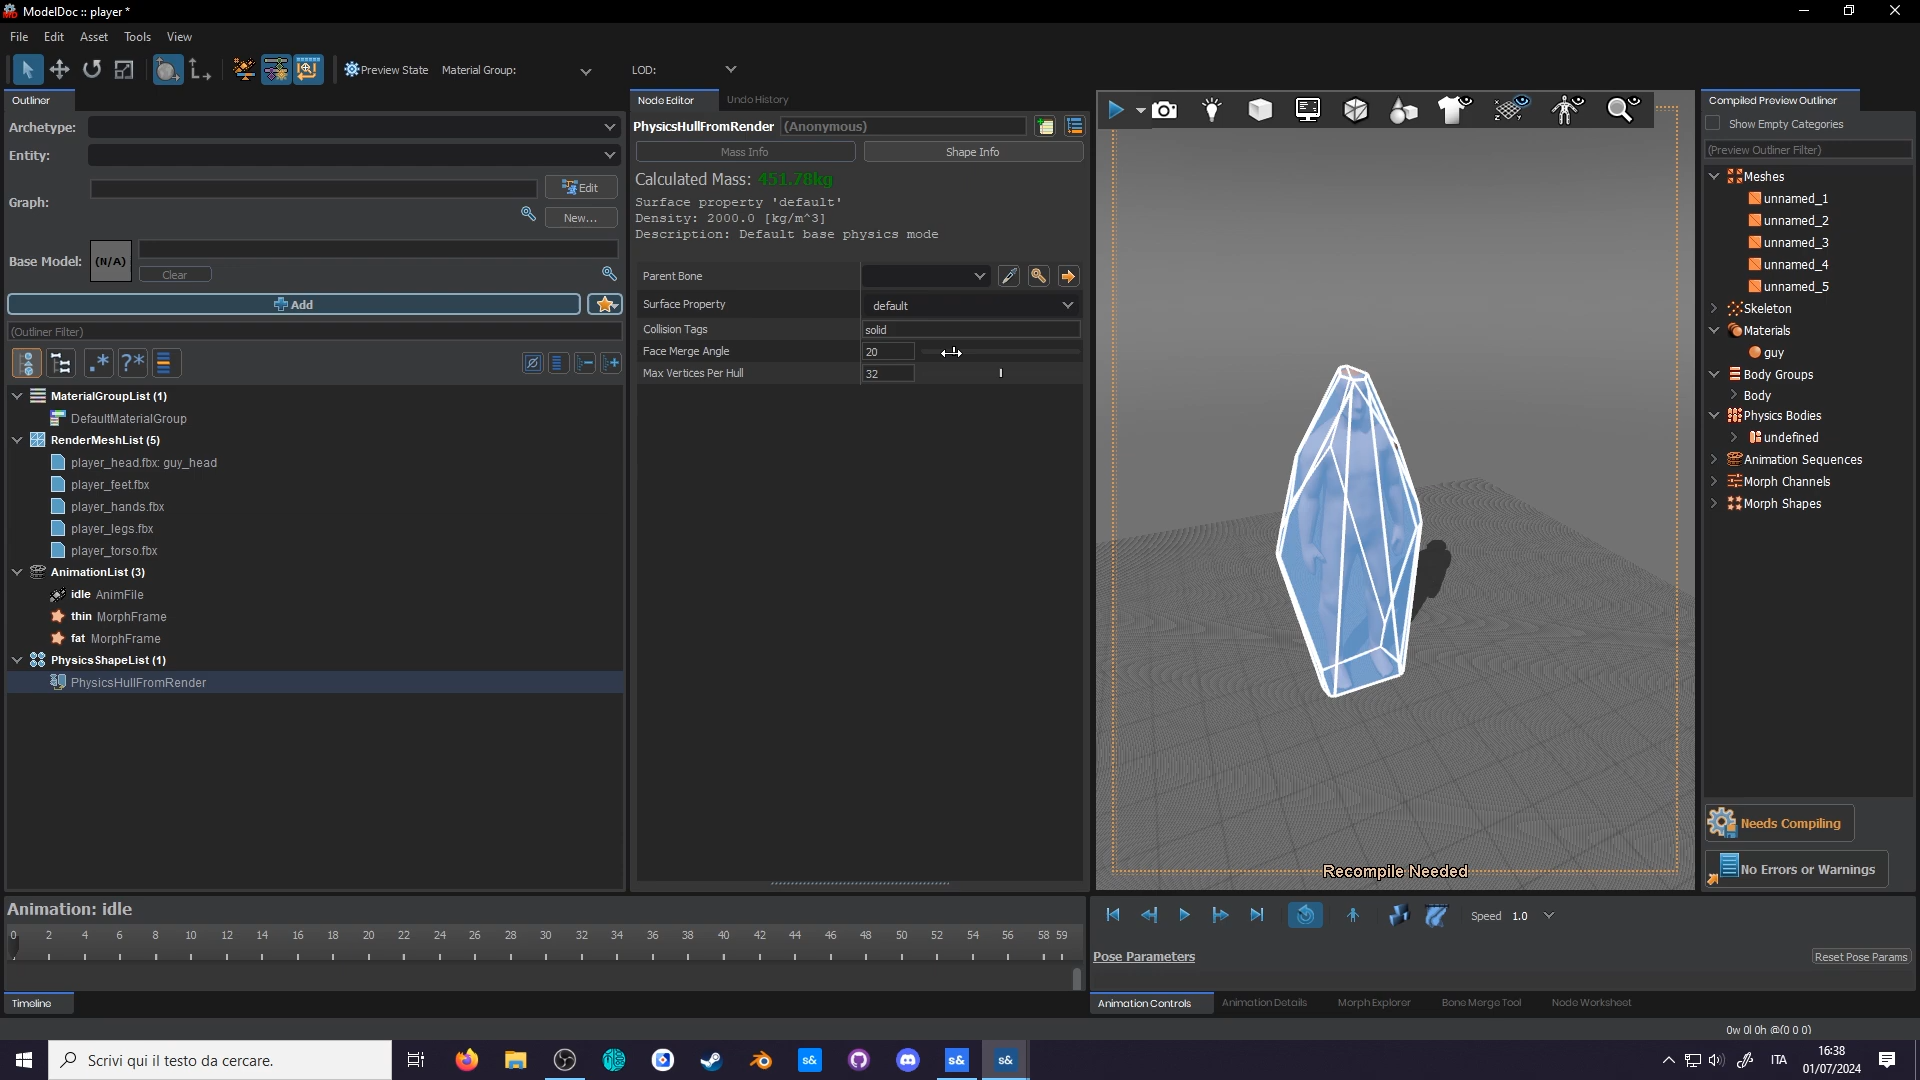 ModelDoc :: player *
File Edit Asset Tools View
Preview State Material Group: LOD:
Outliner
Archetype:
Entity:
Graph:
Edit
New...
Base Model: (N/A)
Clear
Add
(Outliner Filter)
MaterialGroupList (1)
DefaultMaterialGroup
RenderMeshList (5)
player_head.fbx: guy_head
player_feet.fbx
player_hands.fbx
player_legs.fbx
player_torso.fbx
AnimationList (3)
idle AnimFile
thin MorphFrame
fat MorphFrame
PhysicsShapeList (1)
PhysicsHullFromRender
Node Editor Undo History
PhysicsHullFromRender (Anonymous)
Mass Info Shape Info
Calculated Mass: 451.78kg
Surface property 'default'
Density: 2000.0 [kg/m^3]
Description: Default base physics mode
Parent Bone
Surface Property default
Collision Tags solid
Face Merge Angle 20
Max Vertices Per Hull 32
Recompile Needed
Compiled Preview Outliner
Show Empty Categories
(Preview Outliner Filter)
Meshes
unnamed_1
unnamed_2
unnamed_3
unnamed_4
unnamed_5
Skeleton
Materials
guy
Body Groups
Body
Physics Bodies
undefined
Animation Sequences
Morph Channels
Morph Shapes
Needs Compiling
No Errors or Warnings
Animation: idle
0 2 4 6 8 10 12 14 16 18 20 22 24 26 28 30 32 34 36 38 40 42 44 46 48 50 52 54 56 58 59
Timeline
Speed 1.0
Pose Parameters
Reset Pose Params
Animation Controls Animation Details Morph Explorer Bone Merge Tool Node Worksheet
0w 0l 0h @(0 0 0)
Scrivi qui il testo da cercare.
s& s& s&
ITA
16:38
01/07/2024